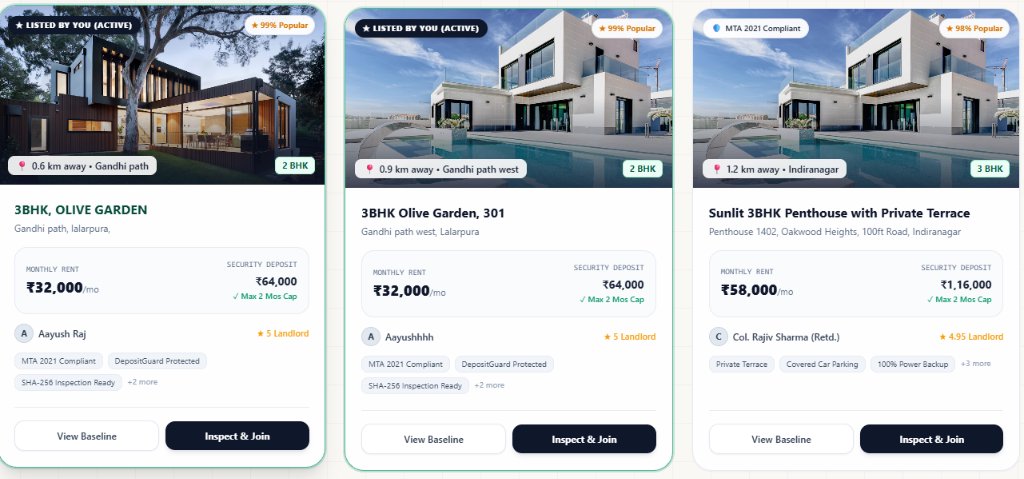 ★ LISTED BY YOU (ACTIVE)
★ 99% Popular
📍 0.6 km away • Gandhi path
2 BHK
3BHK, OLIVE GARDEN
Gandhi path, lalarpura,
MONTHLY RENT
₹32,000/mo
SECURITY DEPOSIT
₹64,000
✓ Max 2 Mos Cap
A Aayush Raj
★ 5 Landlord
MTA 2021 Compliant
DepositGuard Protected
SHA-256 Inspection Ready
+2 more
View Baseline
Inspect & Join
★ LISTED BY YOU (ACTIVE)
★ 99% Popular
📍 0.9 km away • Gandhi path west
2 BHK
3BHK Olive Garden, 301
Gandhi path west, Lalarpura
MONTHLY RENT
₹32,000/mo
SECURITY DEPOSIT
₹64,000
✓ Max 2 Mos Cap
A Aayushhhh
★ 5 Landlord
MTA 2021 Compliant
DepositGuard Protected
SHA-256 Inspection Ready
+2 more
View Baseline
Inspect & Join
MTA 2021 Compliant
★ 98% Popular
📍 1.2 km away • Indiranagar
3 BHK
Sunlit 3BHK Penthouse with Private Terrace
Penthouse 1402, Oakwood Heights, 100ft Road, Indiranagar
MONTHLY RENT
₹58,000/mo
SECURITY DEPOSIT
₹1,16,000
✓ Max 2 Mos Cap
C Col. Rajiv Sharma (Retd.)
★ 4.95 Landlord
Private Terrace
Covered Car Parking
100% Power Backup
+3 more
View Baseline
Inspect & Join